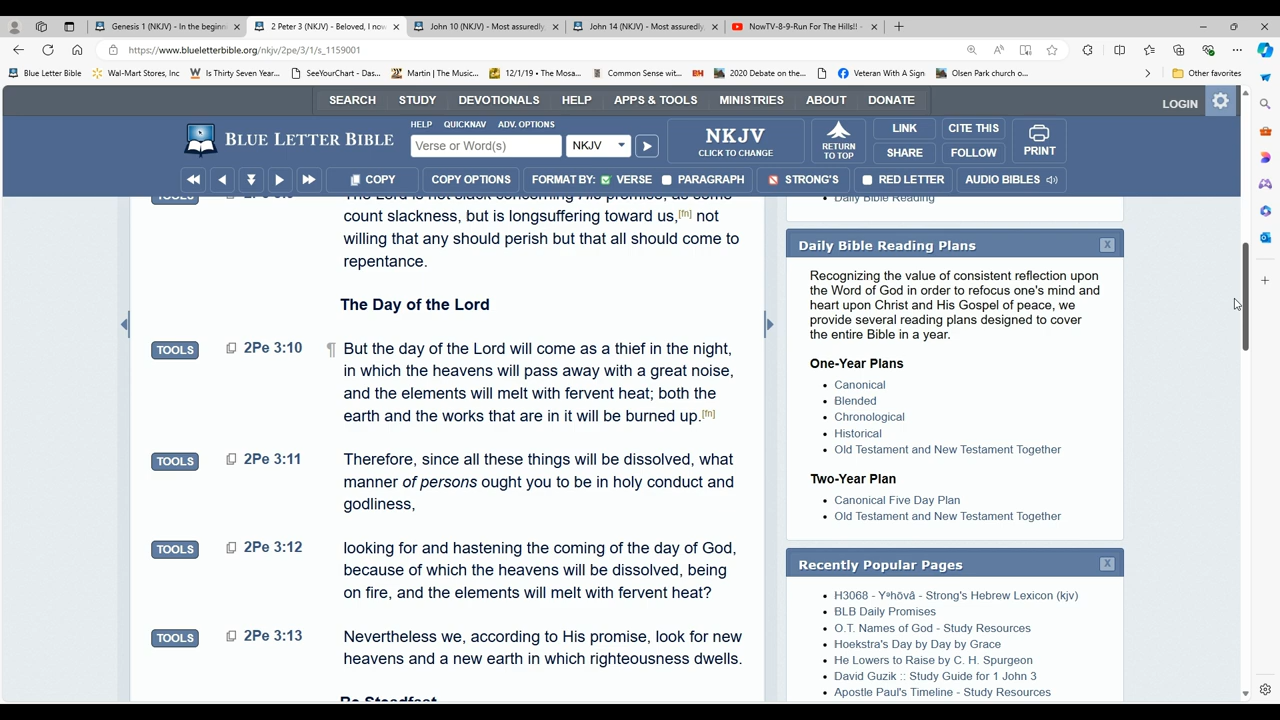 Genesis 1 (NKJV) - In the beginn
2 Peter 3 (NKJV) - Beloved, I now
John 10 (NKJV) - Most assuredly,
John 14 (NKJV) - Most assuredly,
NowTV-8-9-Run For The Hills!! -
https://www.blueletterbible.org/nkjv/2pe/3/1/s_1159001
Blue Letter Bible
Wal-Mart Stores, Inc
Is Thirty Seven Year...
SeeYourChart - Das...
Martin | The Music...
12/1/19 • The Mosa...
Common Sense wit...
2020 Debate on the...
Veteran With A Sign
Olsen Park church o...
Other favorites
SEARCH STUDY DEVOTIONALS HELP APPS & TOOLS MINISTRIES ABOUT DONATE
LOGIN
BLUE LETTER BIBLE
HELP QUICKNAV ADV. OPTIONS
Verse or Word(s)
NKJV
NKJV
CLICK TO CHANGE
RETURN
TO TOP
LINK
CITE THIS
SHARE
FOLLOW
PRINT
COPY
COPY OPTIONS
FORMAT BY: VERSE PARAGRAPH
STRONG'S
RED LETTER
AUDIO BIBLES
TOOLS
The Lord is not slack concerning His promise, as some
count slackness, but is longsuffering toward us,[fn] not
willing that any should perish but that all should come to
repentance.
The Day of the Lord
TOOLS 2Pe 3:10 ¶ But the day of the Lord will come as a thief in the night,
in which the heavens will pass away with a great noise,
and the elements will melt with fervent heat; both the
earth and the works that are in it will be burned up.[fn]
TOOLS 2Pe 3:11 Therefore, since all these things will be dissolved, what
manner of persons ought you to be in holy conduct and
godliness,
TOOLS 2Pe 3:12 looking for and hastening the coming of the day of God,
because of which the heavens will be dissolved, being
on fire, and the elements will melt with fervent heat?
TOOLS 2Pe 3:13 Nevertheless we, according to His promise, look for new
heavens and a new earth in which righteousness dwells.
Be Steadfast
Daily Bible Reading
Daily Bible Reading Plans X
Recognizing the value of consistent reflection upon
the Word of God in order to refocus one's mind and
heart upon Christ and His Gospel of peace, we
provide several reading plans designed to cover
the entire Bible in a year.
One-Year Plans
• Canonical
• Blended
• Chronological
• Historical
• Old Testament and New Testament Together
Two-Year Plan
• Canonical Five Day Plan
• Old Testament and New Testament Together
Recently Popular Pages X
• H3068 - Yᵊhōvâ - Strong's Hebrew Lexicon (kjv)
• BLB Daily Promises
• O.T. Names of God - Study Resources
• Hoekstra's Day by Day by Grace
• He Lowers to Raise by C. H. Spurgeon
• David Guzik :: Study Guide for 1 John 3
• Apostle Paul's Timeline - Study Resources